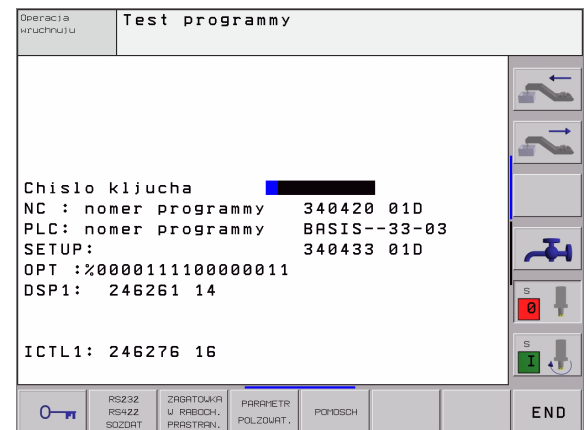 Operacija
wruchnuju
Test programmy
Chislo kljucha
NC : nomer programmy 340420 01D
PLC: nomer programmy BASIS--33-03
SETUP: 340433 01D
OPT :%0000111100000011
DSP1: 246261 14
ICTL1: 246276 16
S
0
S
I
RS232
RS422
SOZDAT
ZAGATOWKA
W RABOCH.
PRASTRAN.
PARAMETR
POLZOWAT.
POMOSCH
END